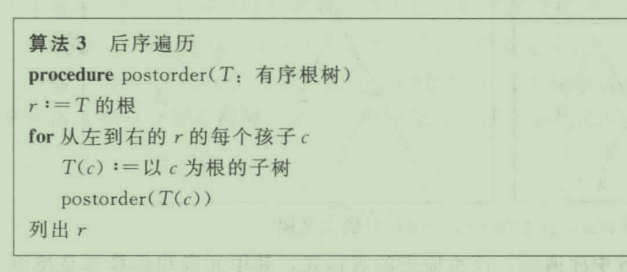 算法 3 后序遍历
procedure postorder(T：有序根树)
r：=T 的根
for 从左到右的 r 的每个孩子 c
T(c)：=以 c 为根的子树
postorder(T(c))
列出 r